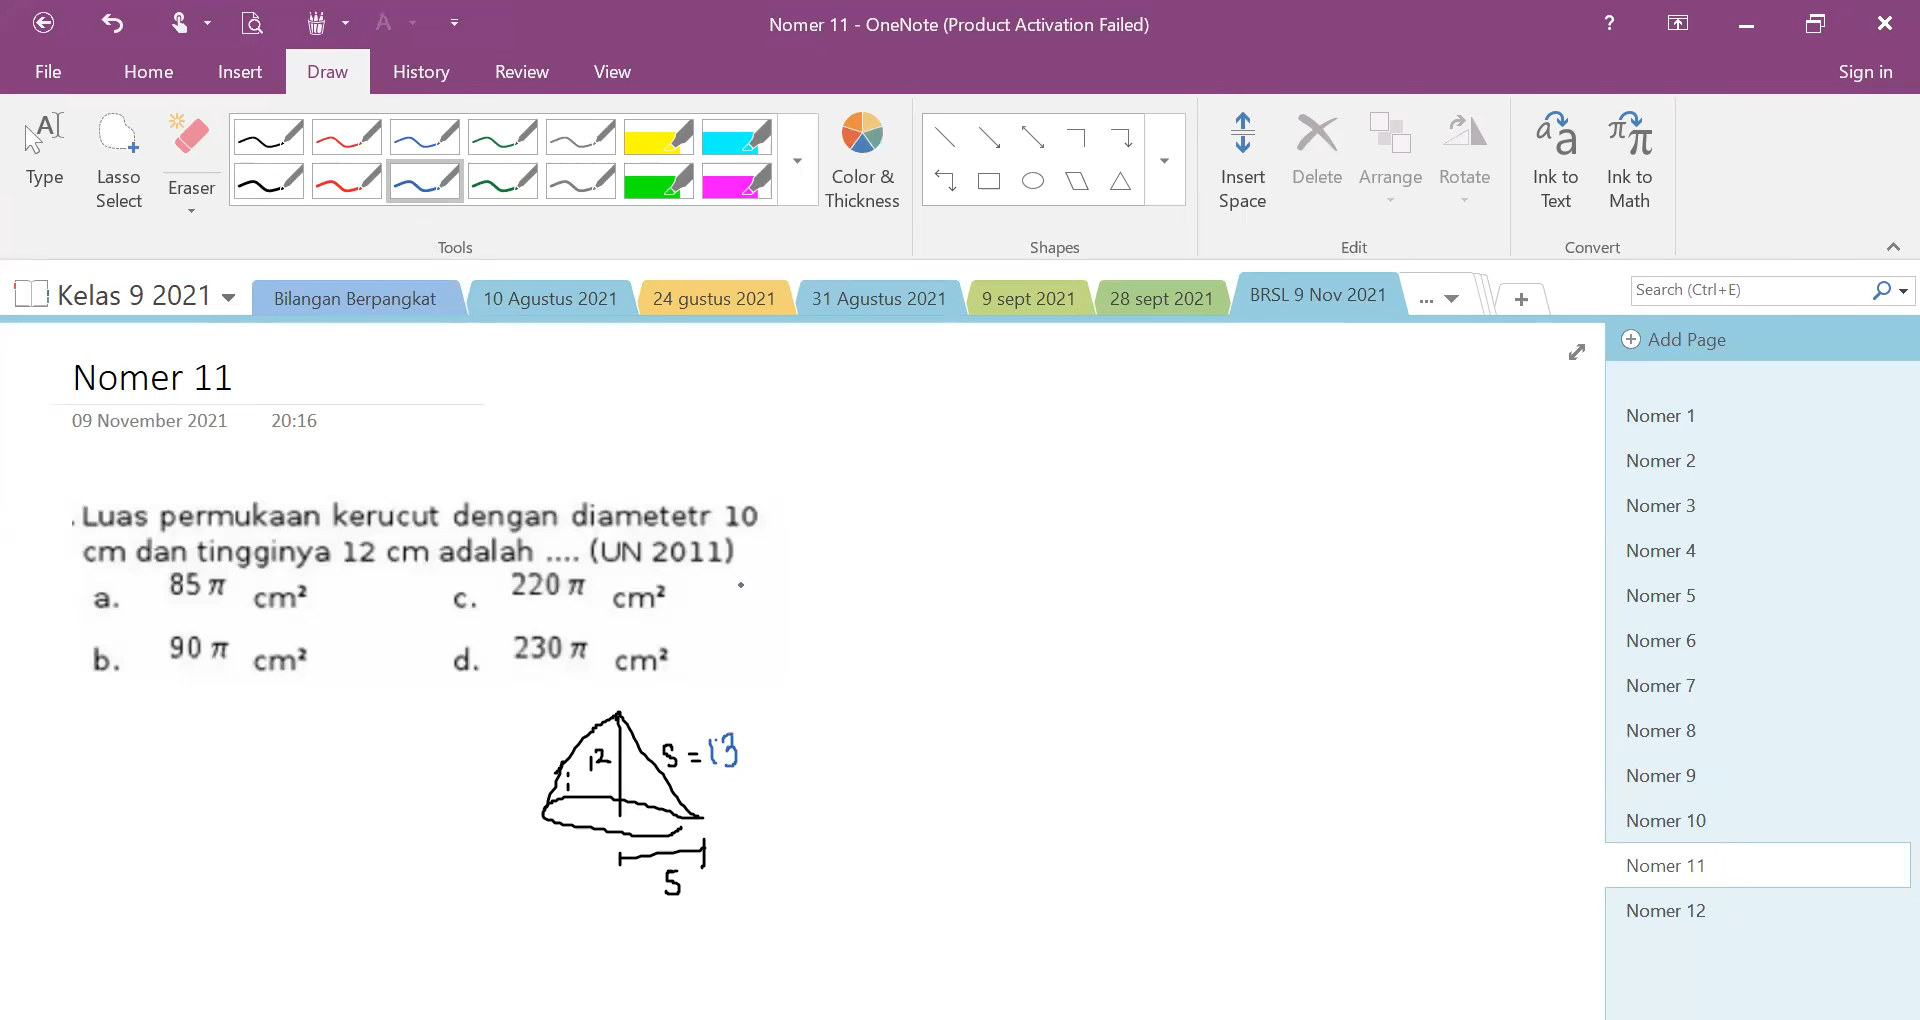 Nomer 11 - OneNote (Product Activation Failed)
?
File Home Insert Draw History Review View Sign in
Type
Lasso Select
Eraser
Color & Thickness
Insert Space
Delete
Arrange
Rotate
Ink to Text
Ink to Math
Tools
Shapes
Edit
Convert
Kelas 9 2021
Bilangan Berpangkat
10 Agustus 2021
24 gustus 2021
31 Agustus 2021
9 sept 2021
28 sept 2021
BRSL 9 Nov 2021
...
Search (Ctrl+E)
Add Page
Nomer 1
Nomer 2
Nomer 3
Nomer 4
Nomer 5
Nomer 6
Nomer 7
Nomer 8
Nomer 9
Nomer 10
Nomer 11
Nomer 12
Nomer 11
09 November 2021 20:16
. Luas permukaan kerucut dengan diametetr 10
cm dan tingginya 12 cm adalah .... (UN 2011)
a. 85 π cm² c. 220 π cm²
b. 90 π cm² d. 230 π cm²
12 s = 13
5